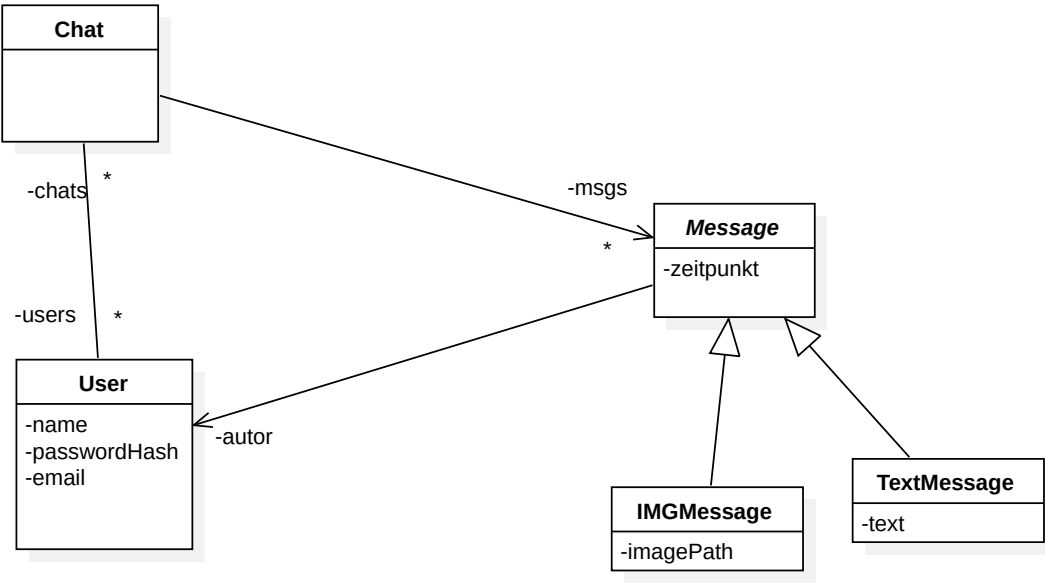 Chat
-chats
*
-msgs
*
Message
-zeitpunkt
-users
*
User
-name
-passwordHash
-email
-autor
IMGMessage
-imagePath
TextMessage
-text